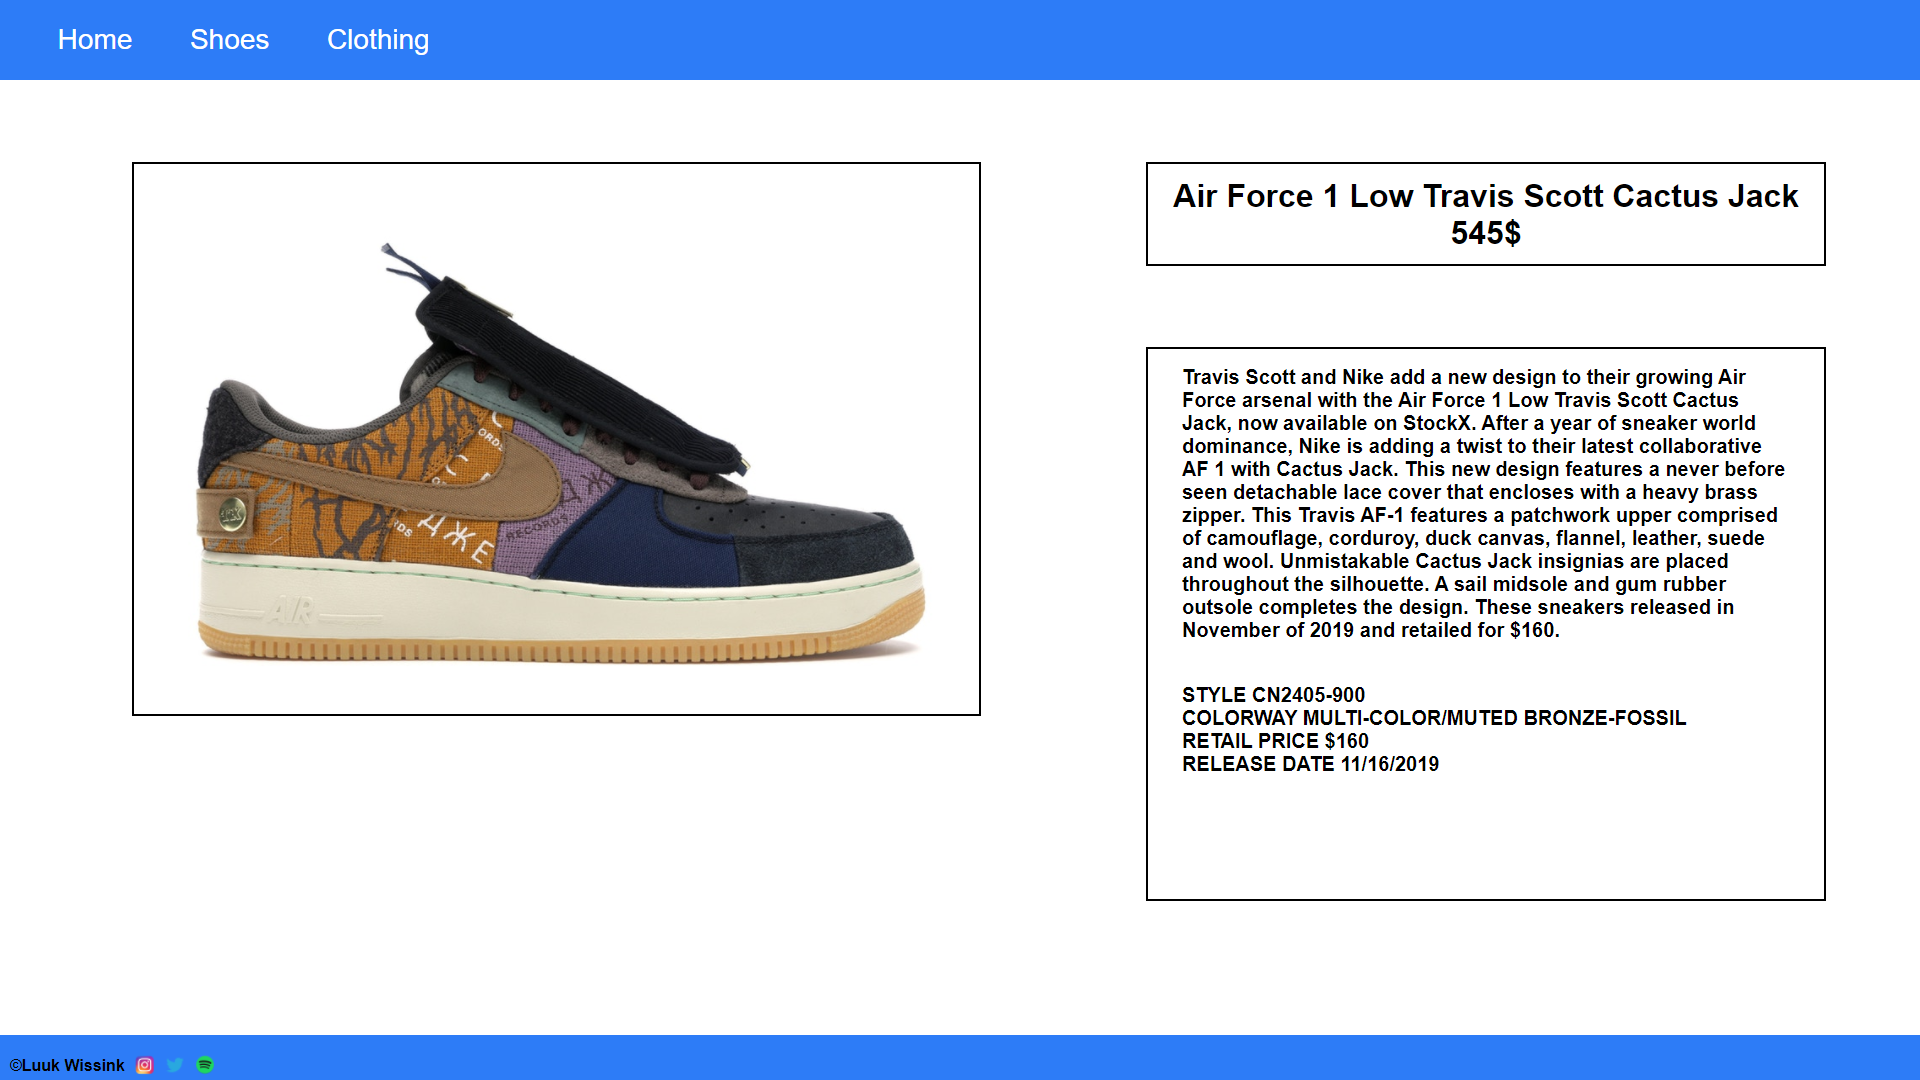 Home Shoes Clothing
Air Force 1 Low Travis Scott Cactus Jack
545$
ORD
RDS
ДЖЕ
RECORDS
AIR
Travis Scott and Nike add a new design to their growing Air
Force arsenal with the Air Force 1 Low Travis Scott Cactus
Jack, now available on StockX. After a year of sneaker world
dominance, Nike is adding a twist to their latest collaborative
AF 1 with Cactus Jack. This new design features a never before
seen detachable lace cover that encloses with a heavy brass
zipper. This Travis AF-1 features a patchwork upper comprised
of camouflage, corduroy, duck canvas, flannel, leather, suede
and wool. Unmistakable Cactus Jack insignias are placed
throughout the silhouette. A sail midsole and gum rubber
outsole completes the design. These sneakers released in
November of 2019 and retailed for $160.
STYLE CN2405-900
COLORWAY MULTI-COLOR/MUTED BRONZE-FOSSIL
RETAIL PRICE $160
RELEASE DATE 11/16/2019
©Luuk Wissink